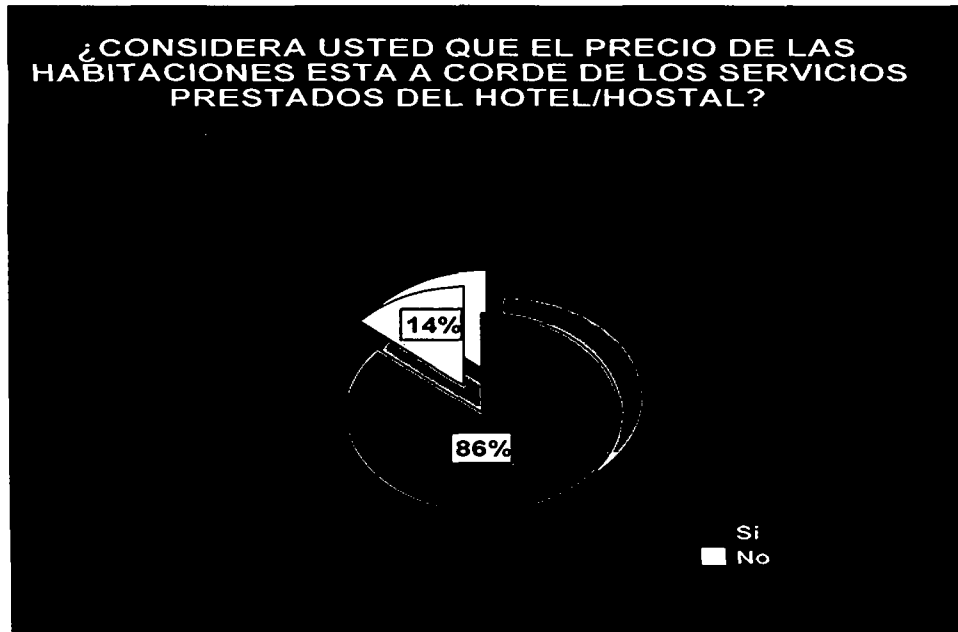 ¿CONSIDERA USTED QUE EL PRECIO DE LAS
HABITACIONES ESTA A CORDE DE LOS SERVICIOS
PRESTADOS DEL HOTEL/HOSTAL?
14%
86%
Si
No